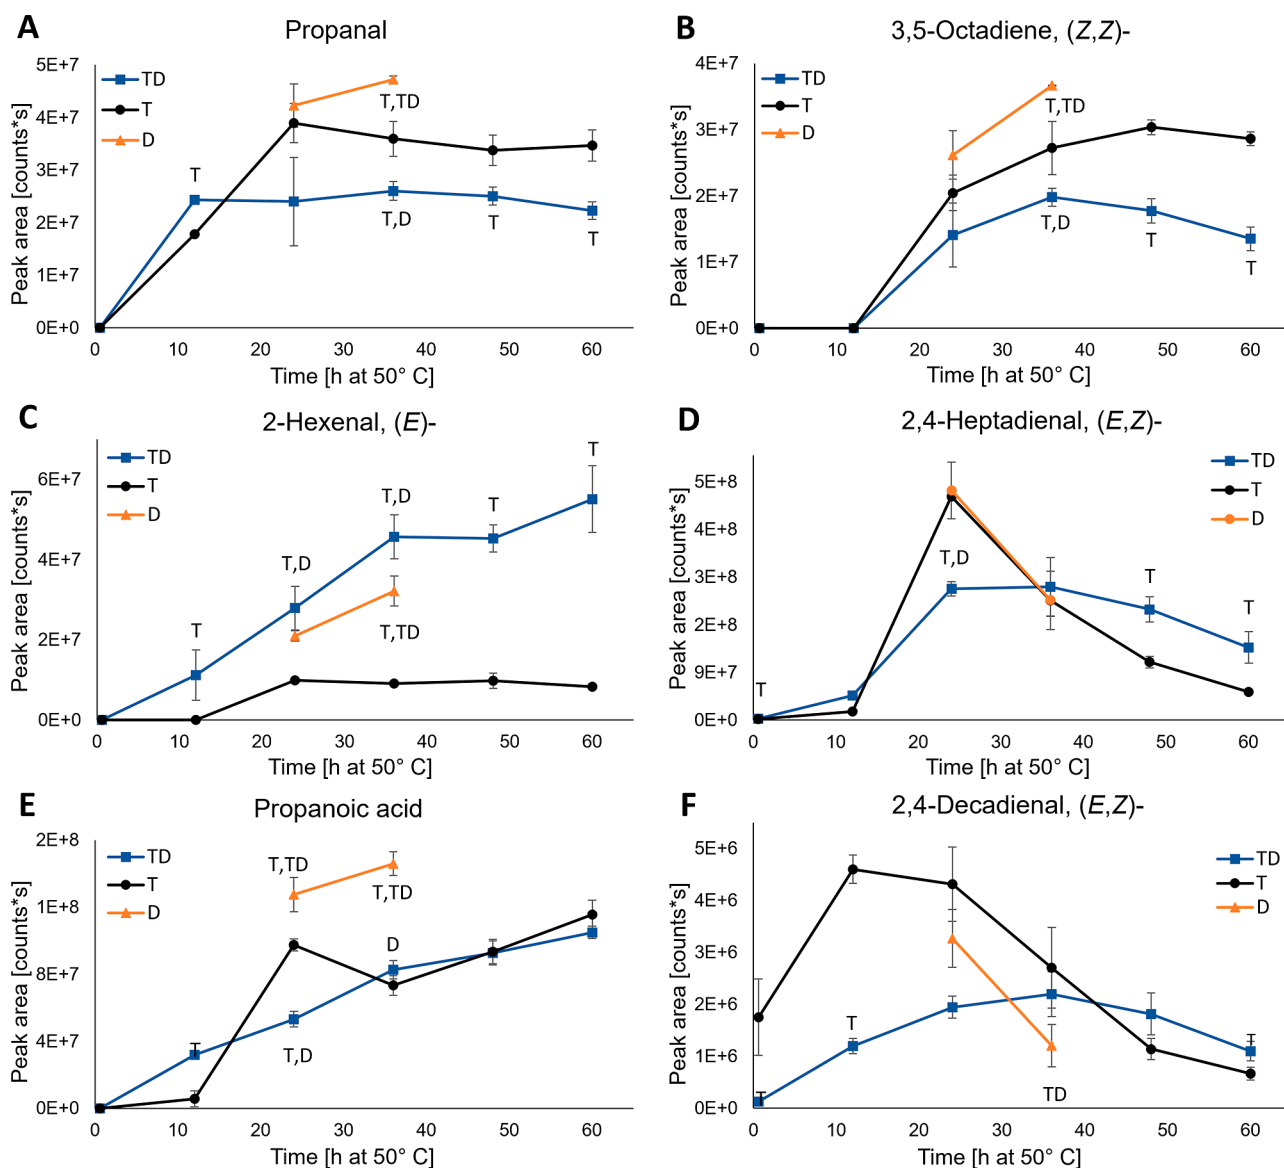 A
Propanal
TD
T
D
Peak area [counts*s]
5E+7
4E+7
3E+7
2E+7
1E+7
0E+0
T
T,TD
T,D
T
T
0 10 20 30 40 50 60
Time [h at 50° C]
B
3,5-Octadiene, (Z,Z)-
TD
T
D
Peak area [counts*s]
4E+7
3E+7
2E+7
1E+7
0E+0
T,TD
T,D
T
T
0 10 20 30 40 50 60
Time [h at 50° C]
C
2-Hexenal, (E)-
TD
T
D
Peak area [counts*s]
6E+7
4E+7
2E+7
0E+0
T
T,D
T,D
T
T
T,TD
0 10 20 30 40 50 60
Time [h at 50° C]
D
2,4-Heptadienal, (E,Z)-
TD
T
D
Peak area [counts*s]
5E+8
4E+8
3E+8
2E+8
9E+7
0E+0
T
T,D
T
T
0 10 20 30 40 50 60
Time [h at 50° C]
E
Propanoic acid
TD
T
D
Peak area [counts*s]
2E+8
1E+8
8E+7
4E+7
0E+0
T,TD
T,TD
D
T
T,D
0 10 20 30 40 50 60
Time [h at 50° C]
F
2,4-Decadienal, (E,Z)-
TD
T
D
Peak area [counts*s]
5E+6
4E+6
3E+6
2E+6
1E+6
0E+0
T
T
TD
T
0 10 20 30 40 50 60
Time [h at 50° C]